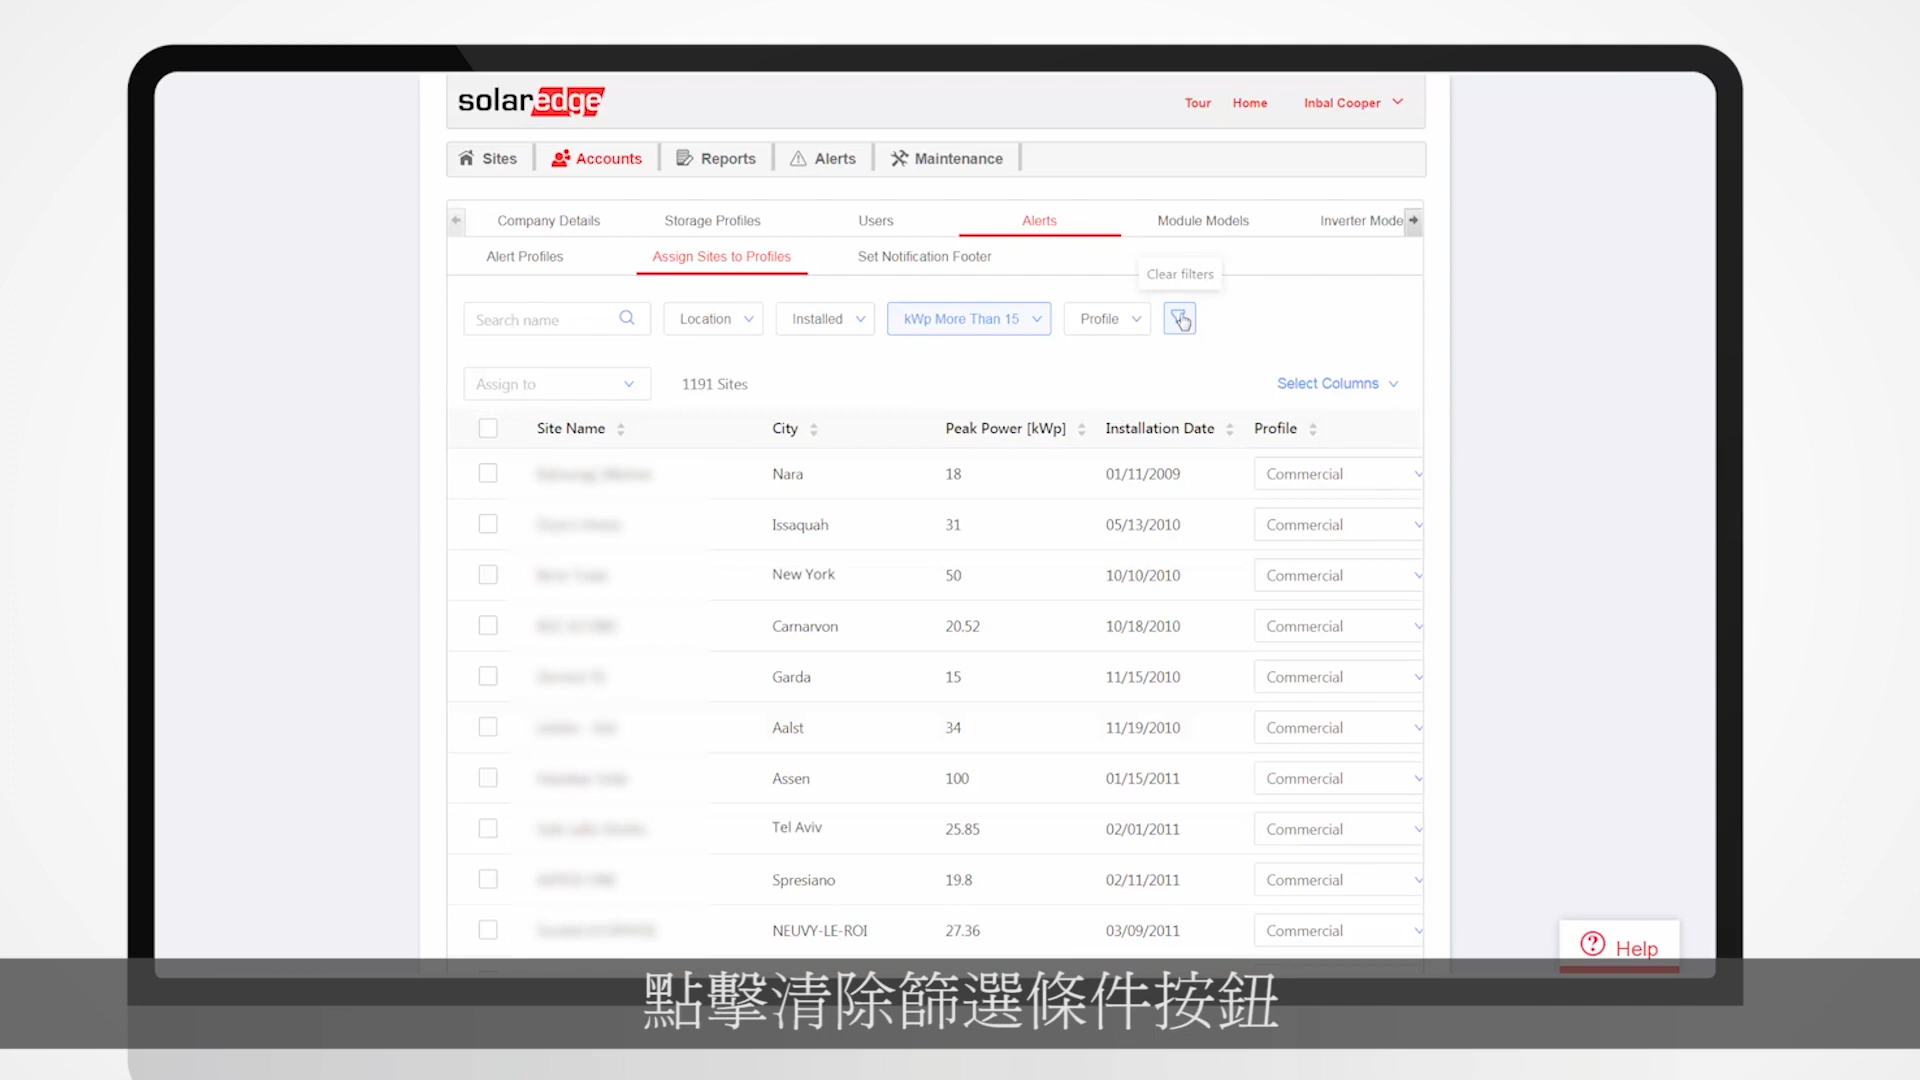 solaredge
Tour Home Inbal Cooper
Sites Accounts Reports Alerts Maintenance
Company Details Storage Profiles Users Alerts Module Models Inverter Mode
Alert Profiles Assign Sites to Profiles Set Notification Footer
Clear filters
Search name Location Installed kWp More Than 15 Profile
Assign to 1191 Sites Select Columns
Site Name City Peak Power [kWp] Installation Date Profile
Nara 18 01/11/2009 Commercial
Issaquah 31 05/13/2010 Commercial
New York 50 10/10/2010 Commercial
Carnarvon 20.52 10/18/2010 Commercial
Garda 15 11/15/2010 Commercial
Aalst 34 11/19/2010 Commercial
Assen 100 01/15/2011 Commercial
Tel Aviv 25.85 02/01/2011 Commercial
Spresiano 19.8 02/11/2011 Commercial
NEUVY-LE-ROI 27.36 03/09/2011 Commercial
? Help
點擊清除篩選條件按鈕